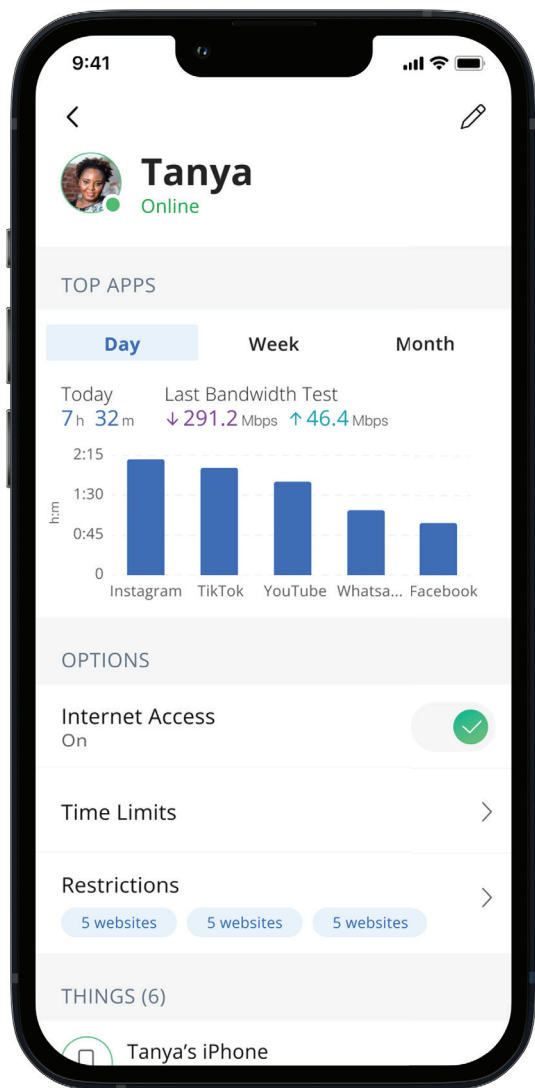 9:41
Tanya
Online
TOP APPS
Day Week Month
Today Last Bandwidth Test
7 h 32 m ↓ 291.2 Mbps ↑ 46.4 Mbps
2:15
1:30
0:45
0
h:m
Instagram TikTok YouTube Whatsa... Facebook
OPTIONS
Internet Access
On
Time Limits
Restrictions
5 websites 5 websites 5 websites
THINGS (6)
Tanya’s iPhone